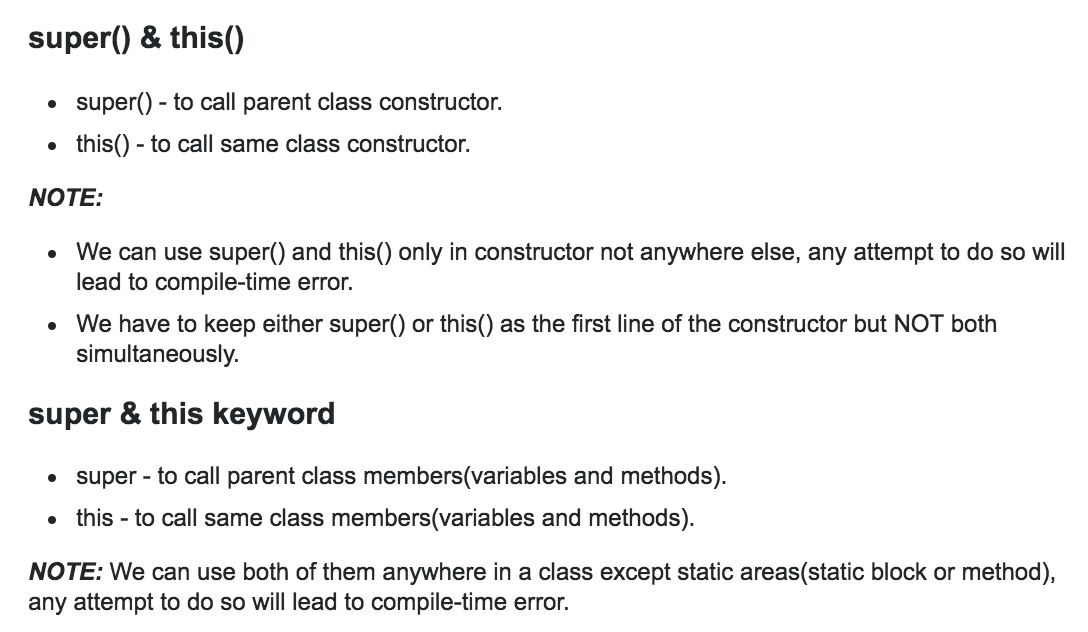 super() & this()
• super() - to call parent class constructor.
• this() - to call same class constructor.
NOTE:
• We can use super() and this() only in constructor not anywhere else, any attempt to do so will
lead to compile-time error.
• We have to keep either super() or this() as the first line of the constructor but NOT both
simultaneously.
super & this keyword
• super - to call parent class members(variables and methods).
• this - to call same class members(variables and methods).
NOTE: We can use both of them anywhere in a class except static areas(static block or method),
any attempt to do so will lead to compile-time error.